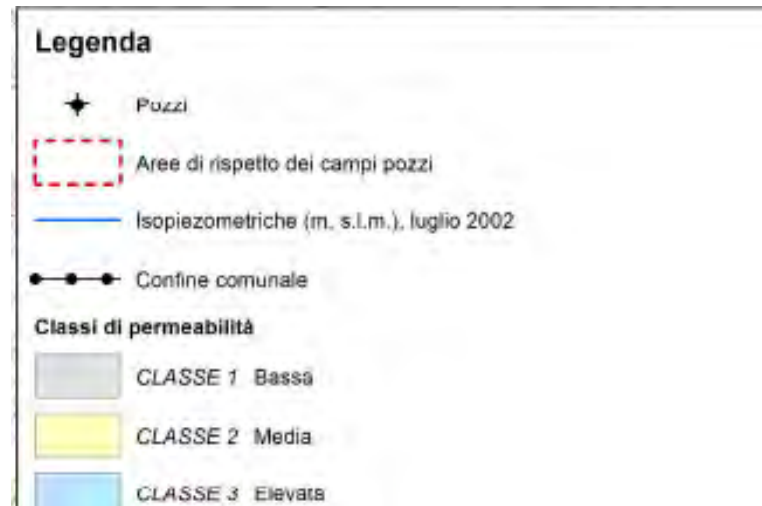 Legenda
Pozzi
Aree di rispetto dei campi pozzi
Isopiezometriche (m. s.l.m.), luglio 2002
Confine comunale
Classi di permeabilità
CLASSE 1 Bassa
CLASSE 2 Media
CLASSE 3 Elevata